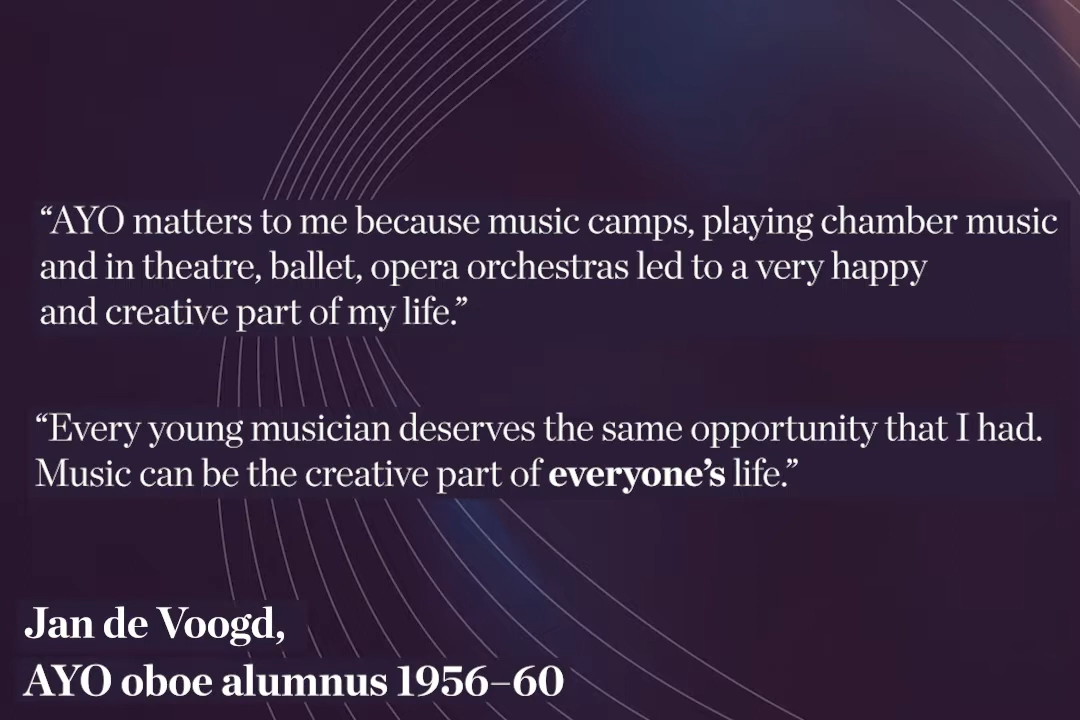 “AYO matters to me because music camps, playing chamber music
and in theatre, ballet, opera orchestras led to a very happy
and creative part of my life.”
“Every young musician deserves the same opportunity that I had.
Music can be the creative part of everyone’s life.”
Jan de Voogd,
AYO oboe alumnus 1956–60